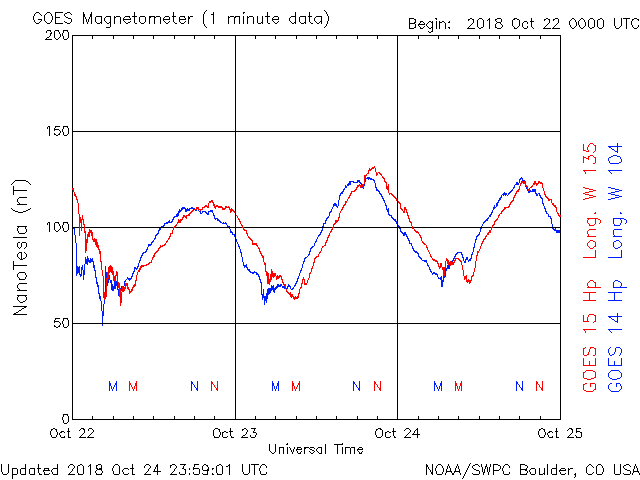 GOES Magnetometer (1 minute data)
Begin: 2018 Oct 22 0000 UTC
200
150
100
50
0
NanoTesla (nT)
M M N N M M N N M M N N
Oct 22 Oct 23 Oct 24 Oct 25
Universal Time
GOES 15 Hp Long. W 135
GOES 14 Hp Long. W 104
Updated 2018 Oct 24 23:59:01 UTC
NOAA/SWPC Boulder, CO USA